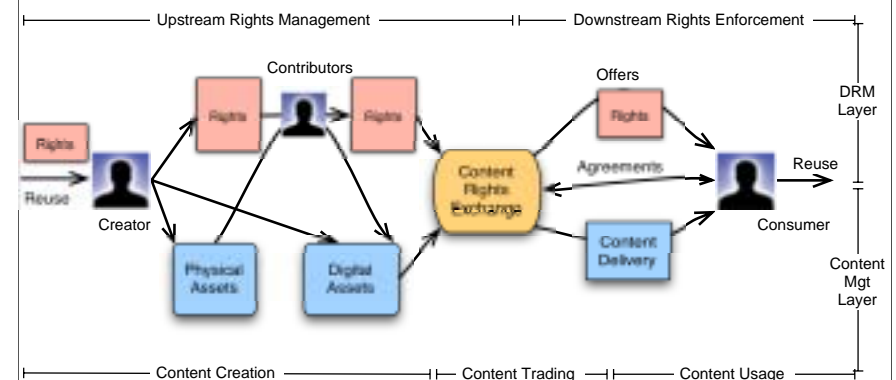 Upstream Rights Management
Downstream Rights Enforcement
Contributors
Offers
Rights
Rights
Rights
Rights
DRM
Layer
Reuse
Creator
Content
Rights
Exchange
Agreements
Reuse
Consumer
Physical
Assets
Digital
Assets
Content
Delivery
Content
Mgt
Layer
Content Creation
Content Trading
Content Usage